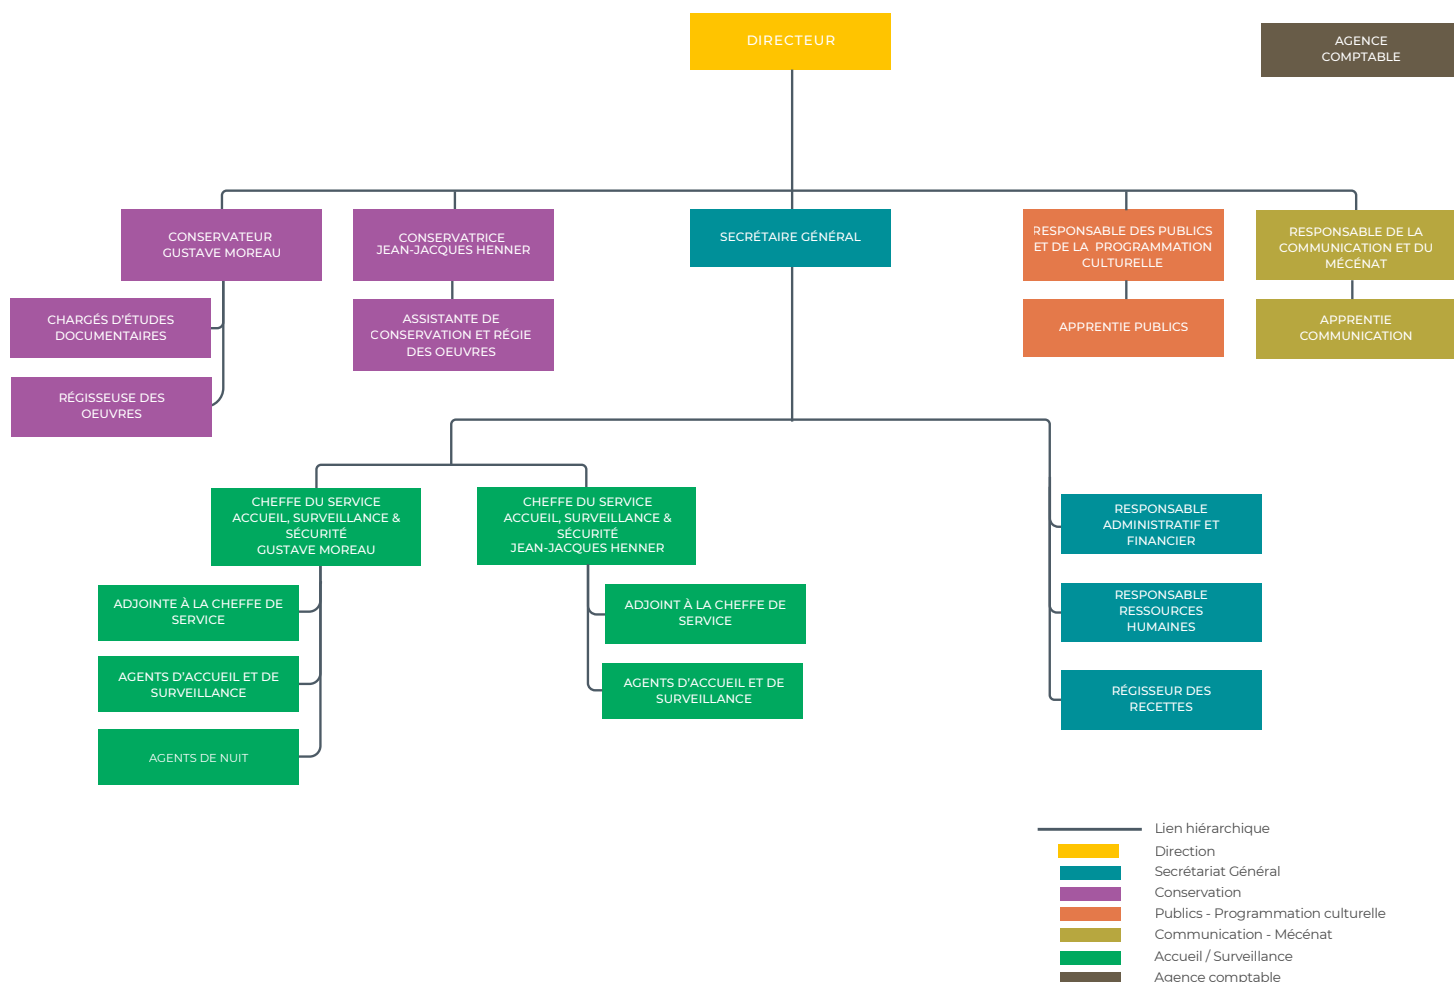 DIRECTEUR
AGENCE
COMPTABLE
CONSERVATEUR
GUSTAVE MOREAU
CONSERVATRICE
JEAN-JACQUES HENNER
SECRÉTAIRE GÉNÉRAL
RESPONSABLE DES PUBLICS
ET DE LA PROGRAMMATION
CULTURELLE
RESPONSABLE DE LA
COMMUNICATION ET DU
MÉCÉNAT
CHARGÉS D'ÉTUDES
DOCUMENTAIRES
ASSISTANTE DE
CONSERVATION ET RÉGIE
DES OEUVRES
APPRENTIE PUBLICS
APPRENTIE
COMMUNICATION
RÉGISSEUSE DES
OEUVRES
CHEFFE DU SERVICE
ACCUEIL, SURVEILLANCE &
SÉCURITÉ
GUSTAVE MOREAU
CHEFFE DU SERVICE
ACCUEIL, SURVEILLANCE &
SÉCURITÉ
JEAN-JACQUES HENNER
RESPONSABLE
ADMINISTRATIF ET
FINANCIER
ADJOINTE À LA CHEFFE DE
SERVICE
ADJOINT À LA CHEFFE DE
SERVICE
RESPONSABLE
RESSOURCES
HUMAINES
AGENTS D'ACCUEIL ET DE
SURVEILLANCE
AGENTS D'ACCUEIL ET DE
SURVEILLANCE
RÉGISSEUR DES
RECETTES
AGENTS DE NUIT
Lien hiérarchique
Direction
Secrétariat Général
Conservation
Publics - Programmation culturelle
Communication - Mécénat
Accueil / Surveillance
Agence comptable